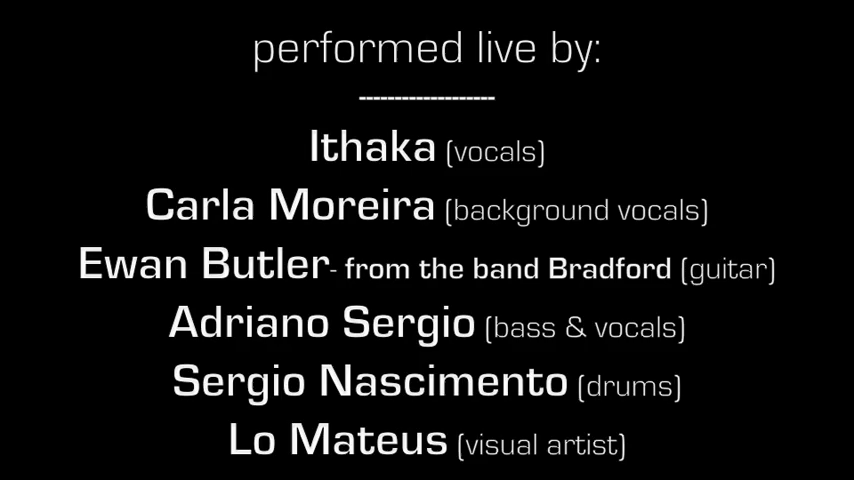 performed live by:
-------------------
Ithaka (vocals)
Carla Moreira (background vocals)
Ewan Butler- from the band Bradford (guitar)
Adriano Sergio (bass & vocals)
Sergio Nascimento (drums)
Lo Mateus (visual artist)